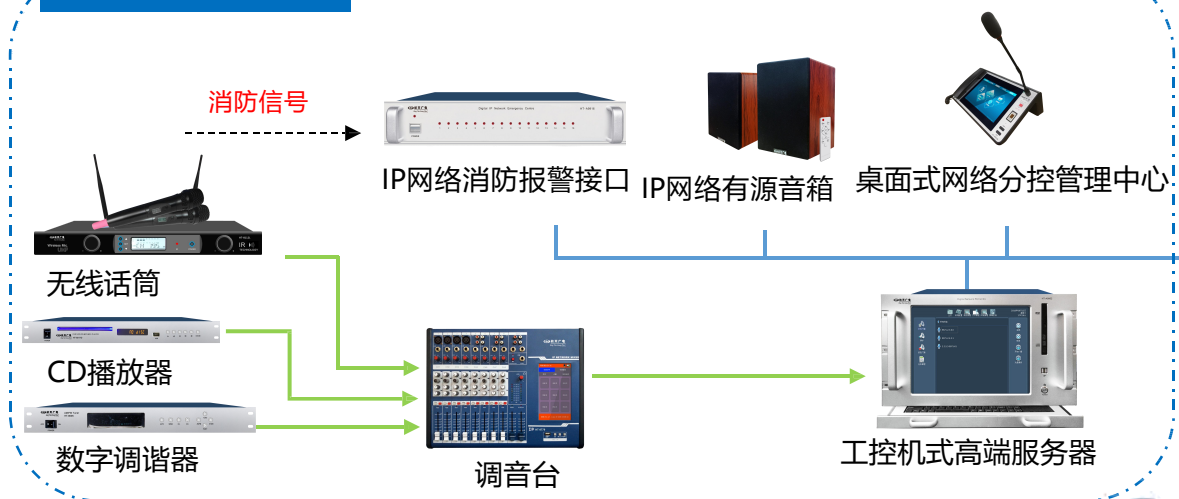 消防信号
IP网络消防报警接口
IP网络有源音箱
桌面式网络分控管理中心
无线话筒
CD播放器
数字调谐器
调音台
工控机式高端服务器